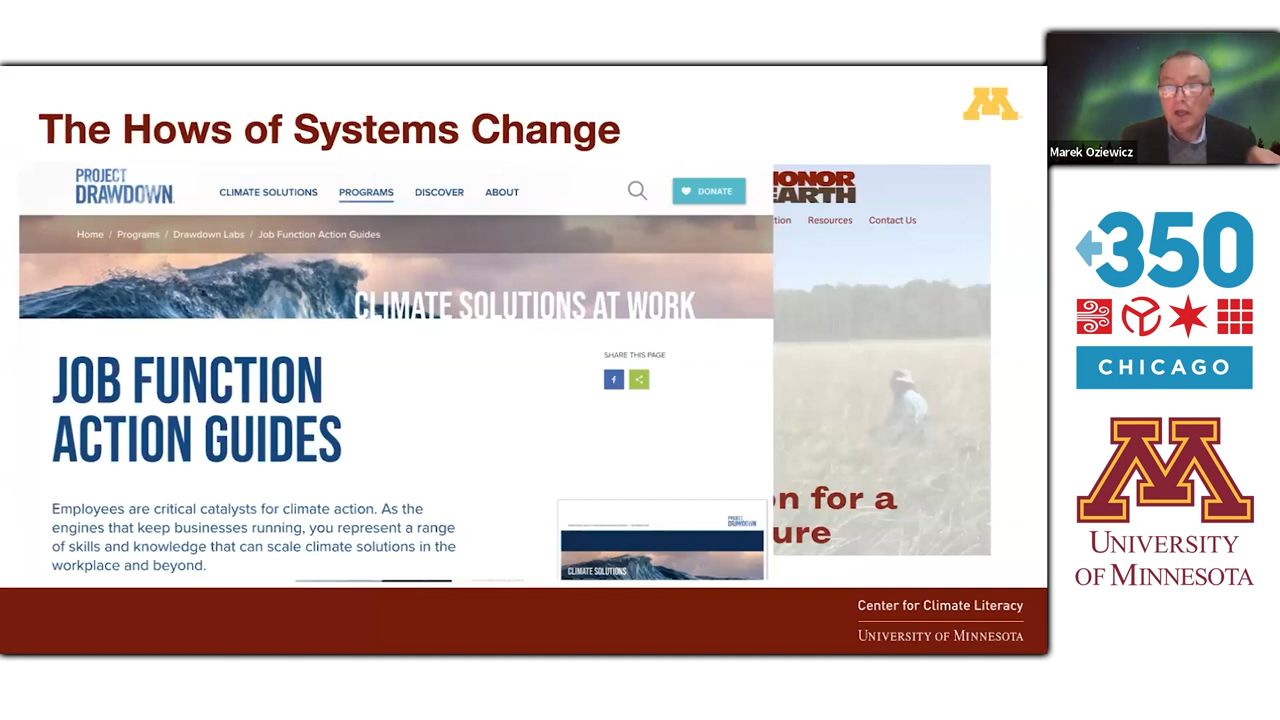 The Hows of Systems Change
M
PROJECT
DRAWDOWN.
CLIMATE SOLUTIONS
PROGRAMS
DISCOVER
ABOUT
DONATE
Home / Programs / Drawdown Labs / Job Function Action Guides
CLIMATE SOLUTIONS AT WORK
JOB FUNCTION
ACTION GUIDES
SHARE THIS PAGE
f
Employees are critical catalysts for climate action. As the
engines that keep businesses running, you represent a range
of skills and knowledge that can scale climate solutions in the
workplace and beyond.
PROJECT
DRAWDOWN
CLIMATE SOLUTIONS
HONOR
EARTH
tion
Resources
Contact Us
n for a
ure
Center for Climate Literacy
UNIVERSITY OF MINNESOTA
Marek Oziewicz
350
CHICAGO
M
UNIVERSITY
OF MINNESOTA